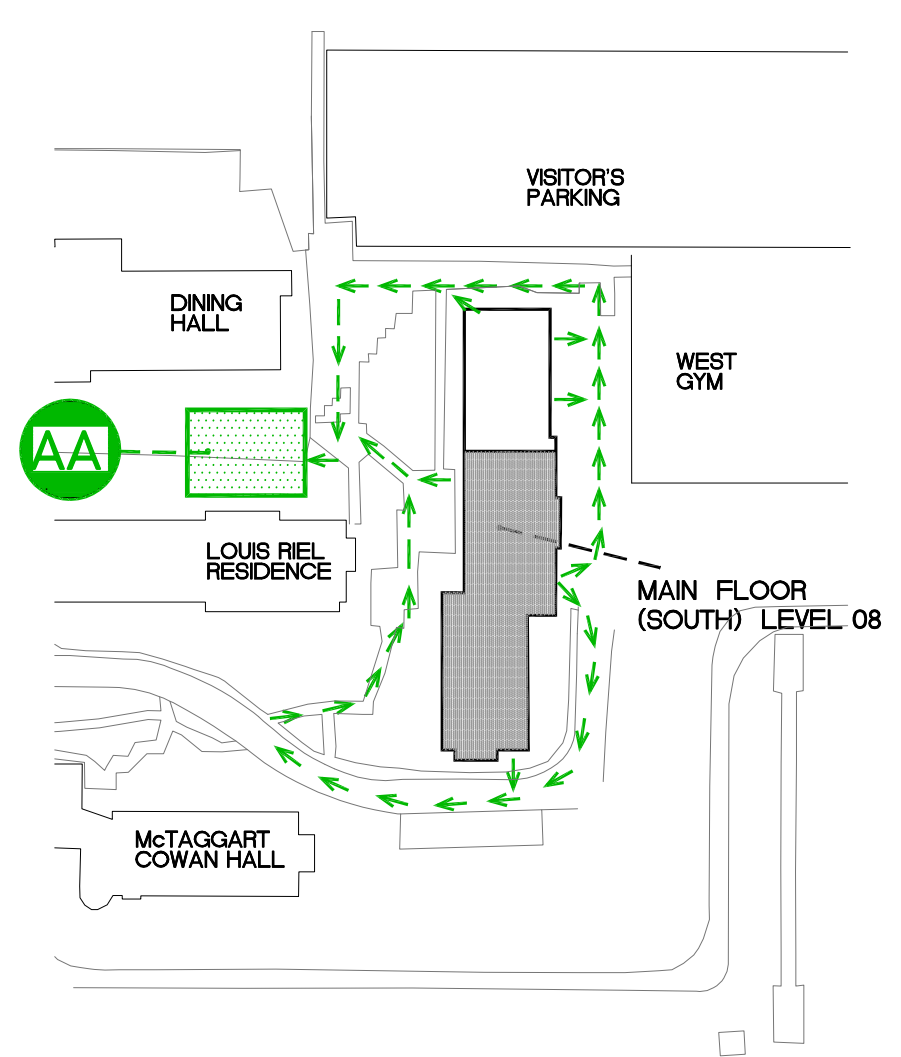 VISITOR'S
PARKING
DINING
HALL
WEST
GYM
AA
LOUIS RIEL
RESIDENCE
MAIN FLOOR
(SOUTH) LEVEL 08
McTAGGART
COWAN HALL